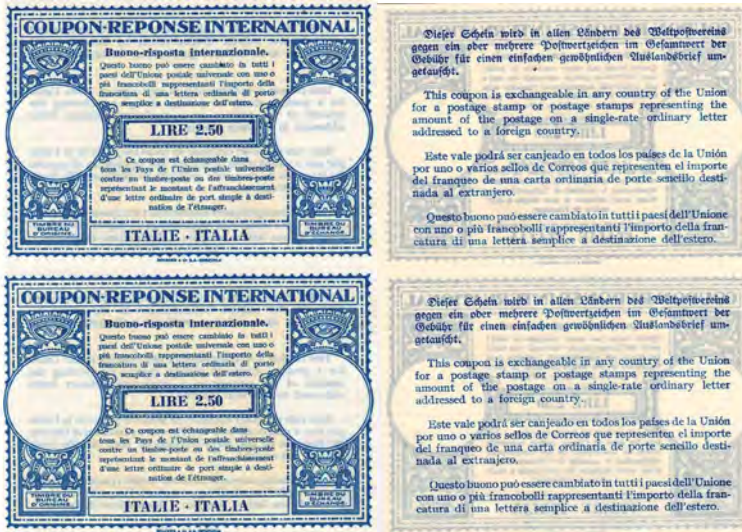 COUPON-REPONSE INTERNATIONAL
Buono-risposta internazionale.
Questo buono può essere cambiato in tutti i
paesi dell'Unione postale universale con uno o
più francobolli rappresentanti l'importo della
francatura di una lettera ordinaria di porto
semplice a destinazione dell'estero.
LIRE 2.50
Ce coupon est échangeable dans
tous les Pays de l'Union postale universelle
contre un timbre-poste ou des timbres-poste
représentant le montant de l'affranchissement
d'une lettre ordinaire de port simple à desti-
nation de l'étranger.
TIMBRE DU
BUREAU
D'ORIGINE
TIMBRE DU
BUREAU
D'ÉCHANGE
ITALIE · ITALIA
Dieser Schein wird in allen Ländern des Weltpostvereins
gegen ein oder mehrere Postwertzeichen im Gesamtwert der
Gebühr für einen einfachen gewöhnlichen Auslandsbrief um-
getauscht.
This coupon is exchangeable in any country of the Union
for a postage stamp or postage stamps representing the
amount of the postage on a single-rate ordinary letter
addressed to a foreign country.
Este vale podrá ser canjeado en todos los países de la Unión
por uno o varios sellos de Correos que representen el importe
del franqueo de una carta ordinaria de porte sencillo desti-
nada al extranjero.
Questo buono può essere cambiato in tutti i paesi dell'Unione
con uno o più francobolli rappresentanti l'importo della fran-
catura di una lettera semplice a destinazione dell'estero.
COUPON-REPONSE INTERNATIONAL
Buono-risposta internazionale.
Questo buono può essere cambiato in tutti i
paesi dell'Unione postale universale con uno o
più francobolli rappresentanti l'importo della
francatura di una lettera ordinaria di porto
semplice a destinazione dell'estero.
LIRE 2.50
Ce coupon est échangeable dans
tous les Pays de l'Union postale universelle
contre un timbre-poste ou des timbres-poste
représentant le montant de l'affranchissement
d'une lettre ordinaire de port simple à desti-
nation de l'étranger.
TIMBRE DU
BUREAU
D'ORIGINE
TIMBRE DU
BUREAU
D'ÉCHANGE
ITALIE · ITALIA
Dieser Schein wird in allen Ländern des Weltpostvereins
gegen ein oder mehrere Postwertzeichen im Gesamtwert der
Gebühr für einen einfachen gewöhnlichen Auslandsbrief um-
getauscht.
This coupon is exchangeable in any country of the Union
for a postage stamp or postage stamps representing the
amount of the postage on a single-rate ordinary letter
addressed to a foreign country.
Este vale podrá ser canjeado en todos los países de la Unión
por uno o varios sellos de Correos que representen el importe
del franqueo de una carta ordinaria de porte sencillo desti-
nada al extranjero.
Questo buono può essere cambiato in tutti i paesi dell'Unione
con uno o più francobolli rappresentanti l'importo della fran-
catura di una lettera semplice a destinazione dell'estero.